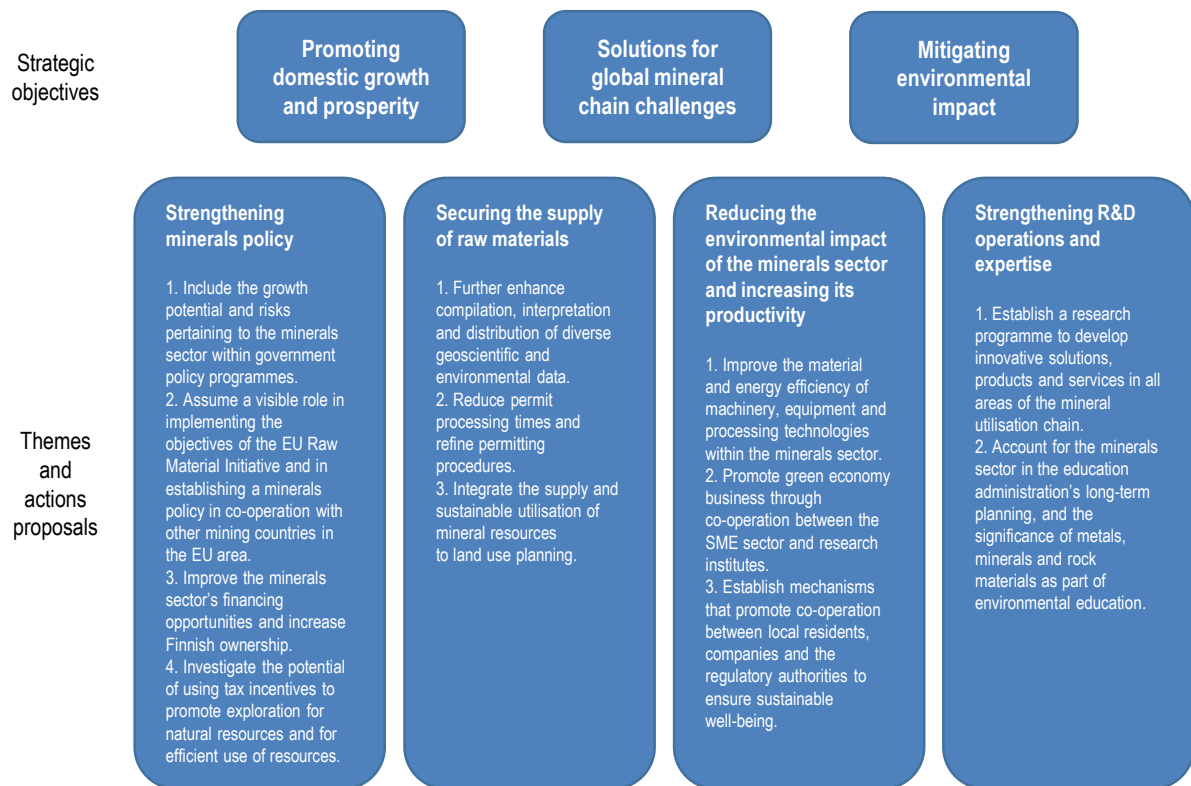 Strategic
objectives
Promoting
domestic growth
and prosperity
Solutions for
global mineral
chain challenges
Mitigating
environmental
impact
Themes
and
actions
proposals
Strengthening
minerals policy
1. Include the growth
potential and risks
pertaining to the minerals
sector within government
policy programmes.
2. Assume a visible role in
implementing the
objectives of the EU Raw
Material Initiative and in
establishing a minerals
policy in co-operation with
other mining countries in
the EU area.
3. Improve the minerals
sector's financing
opportunities and increase
Finnish ownership.
4. Investigate the potential
of using tax incentives to
promote exploration for
natural resources and for
efficient use of resources.
Securing the supply
of raw materials
1. Further enhance
compilation, interpretation
and distribution of diverse
geoscientific and
environmental data.
2. Reduce permit
processing times and
refine permitting
procedures.
3. Integrate the supply and
sustainable utilisation of
mineral resources
to land use planning.
Reducing the
environmental impact
of the minerals sector
and increasing its
productivity
1. Improve the material
and energy efficiency of
machinery, equipment and
processing technologies
within the minerals sector.
2. Promote green economy
business through
co-operation between the
SME sector and research
institutes.
3. Establish mechanisms
that promote co-operation
between local residents,
companies and the
regulatory authorities to
ensure sustainable
well-being.
Strengthening R&D
operations and
expertise
1. Establish a research
programme to develop
innovative solutions,
products and services in all
areas of the mineral
utilisation chain.
2. Account for the minerals
sector in the education
administration's long-term
planning, and the
significance of metals,
minerals and rock
materials as part of
environmental education.